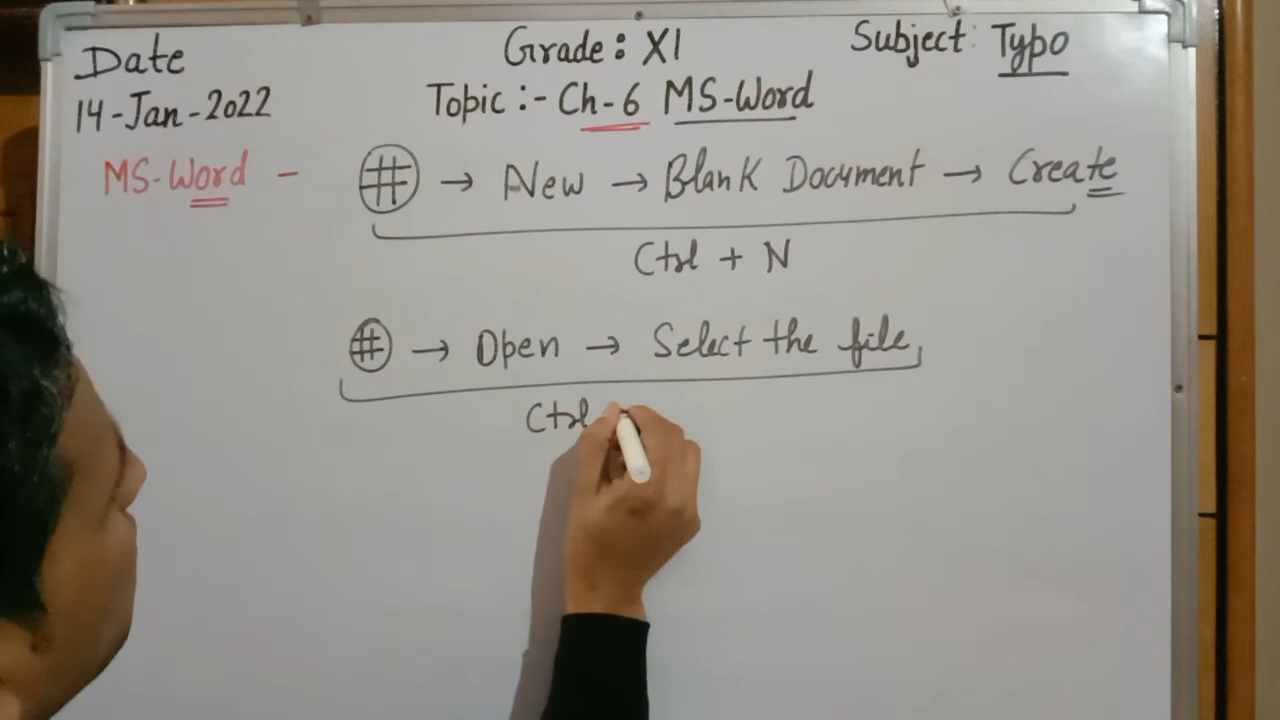 Date Grade : XI Subject: Typo
14-Jan-2022 Topic :- Ch-6 MS-Word
MS-Word - # → New → Blank Document → Create
Ctrl + N
# → Open → Select the file
Ctrl